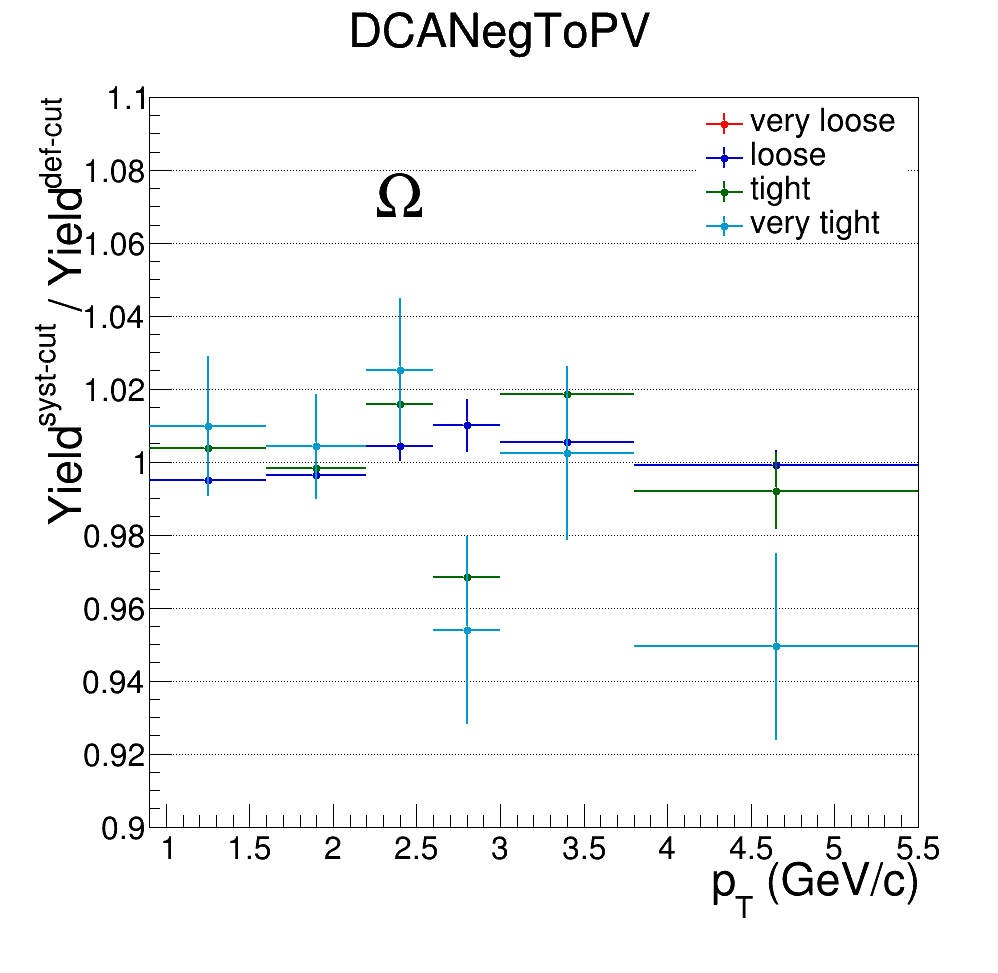 DCANegToPV
Yield^syst-cut / Yield^def-cut
1.1
1.08
1.06
1.04
1.02
1
0.98
0.96
0.94
0.92
0.9
Ω
very loose
loose
tight
very tight
1 1.5 2 2.5 3 3.5 4 4.5 5 5.5
p_T (GeV/c)